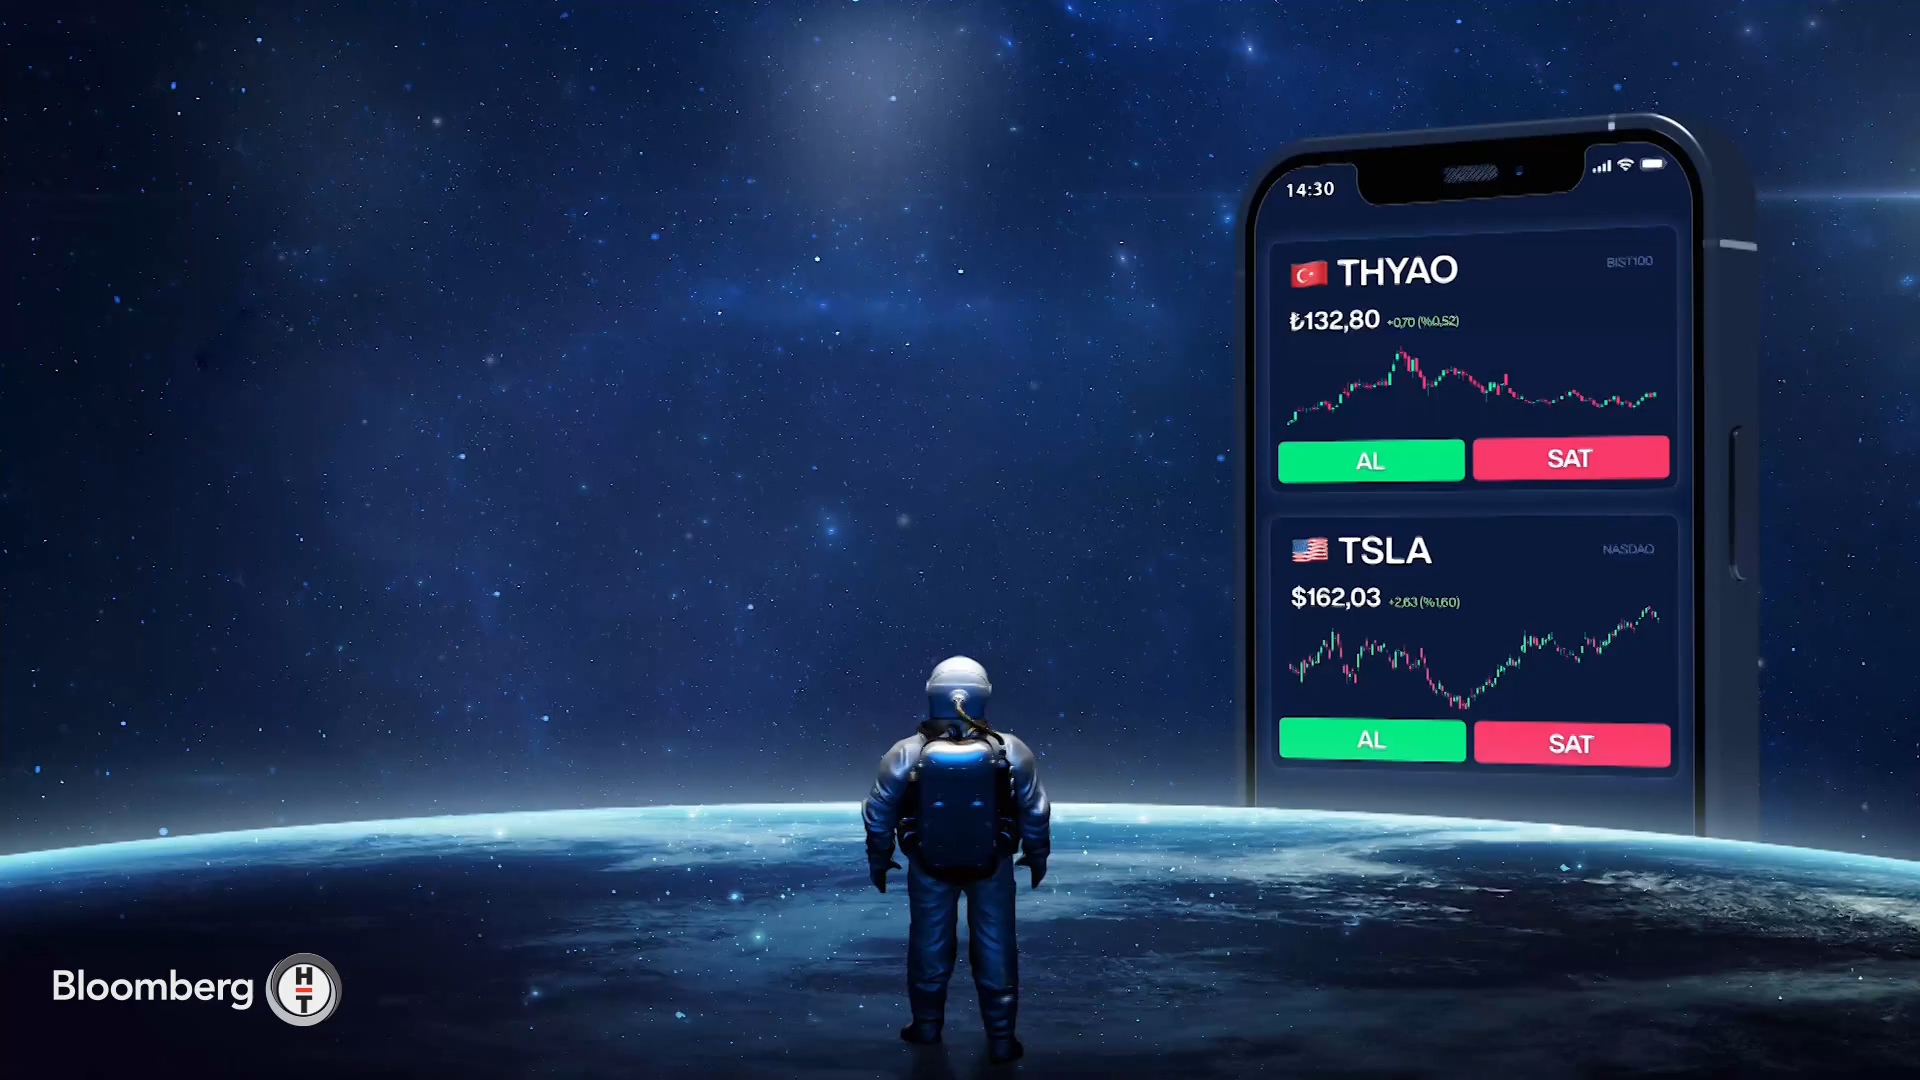 14:30
THYAO
BIST100
₺132,80 +0,70 (%0,52)
AL
SAT
TSLA
NASDAQ
$162,03 +2,63 (%1,60)
AL
SAT
Bloomberg HT